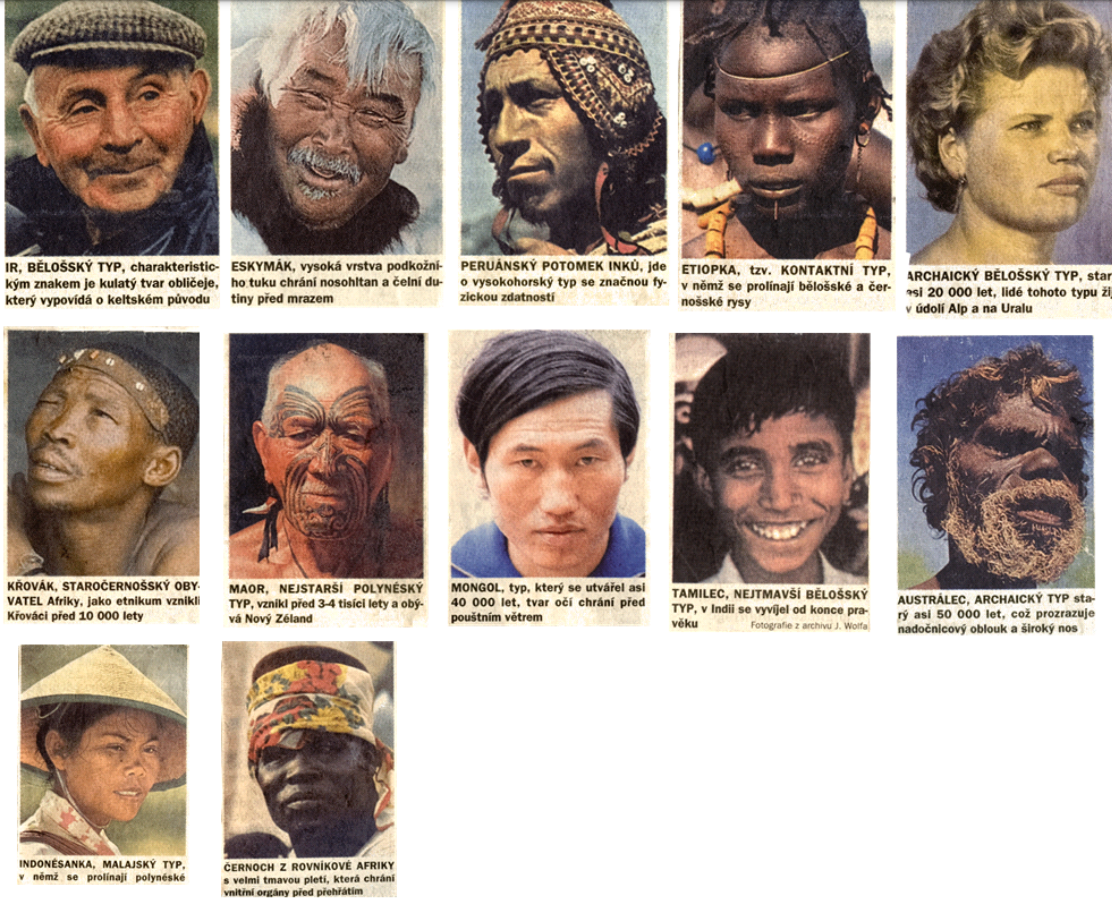 IR, BĚLOŠSKÝ TYP, charakteristic-
kým znakem je kulatý tvar obličeje,
který vypovídá o keltském původu
ESKYMÁK, vysoká vrstva podkožní-
ho tuku chrání nosohltan a čelní du-
tiny před mrazem
PERUÁNSKÝ POTOMEK INKŮ, jde
o vysokohorský typ se značnou fy-
zickou zdatností
ETIOPKA, tzv. KONTAKTNÍ TYP,
v němž se prolínají běložské a čer-
nošské rysy
ARCHAICKÝ BĚLOŠSKÝ TYP, star
asi 20 000 let, lidé tohoto typu žij
v údolí Alp a na Uralu
KŘOVÁK, STAROČERNOŠSKÝ OBY-
VATEL Afriky, jako etnikum vznikli
Křováci před 10 000 lety
MAOR, NEJSTARŠÍ POLYNÉSKÝ
TYP, vznikl před 3-4 tisíci lety a obý-
vá Nový Zéland
MONGOL, typ, který se utvářel asi
40 000 let, tvar očí chrání před
pouštním větrem
TAMILEC, NEJTMAVŠÍ BĚLOŠSKÝ
TYP, v Indii se vyvíjel od konce pra-
věku
Fotografie z archivu J. Wolfa
AUSTRÁLEC, ARCHAICKÝ TYP sta-
rý asi 50 000 let, což prozrazuje
nadočnicový oblouk a široký nos
INDONÉSANKA, MALAJSKÝ TYP,
v němž se prolínají polynéské
ČERNOCH Z ROVNÍKOVÉ AFRIKY
s velmi tmavou pletí, která chrání
vnitřní orgány před přehřátím